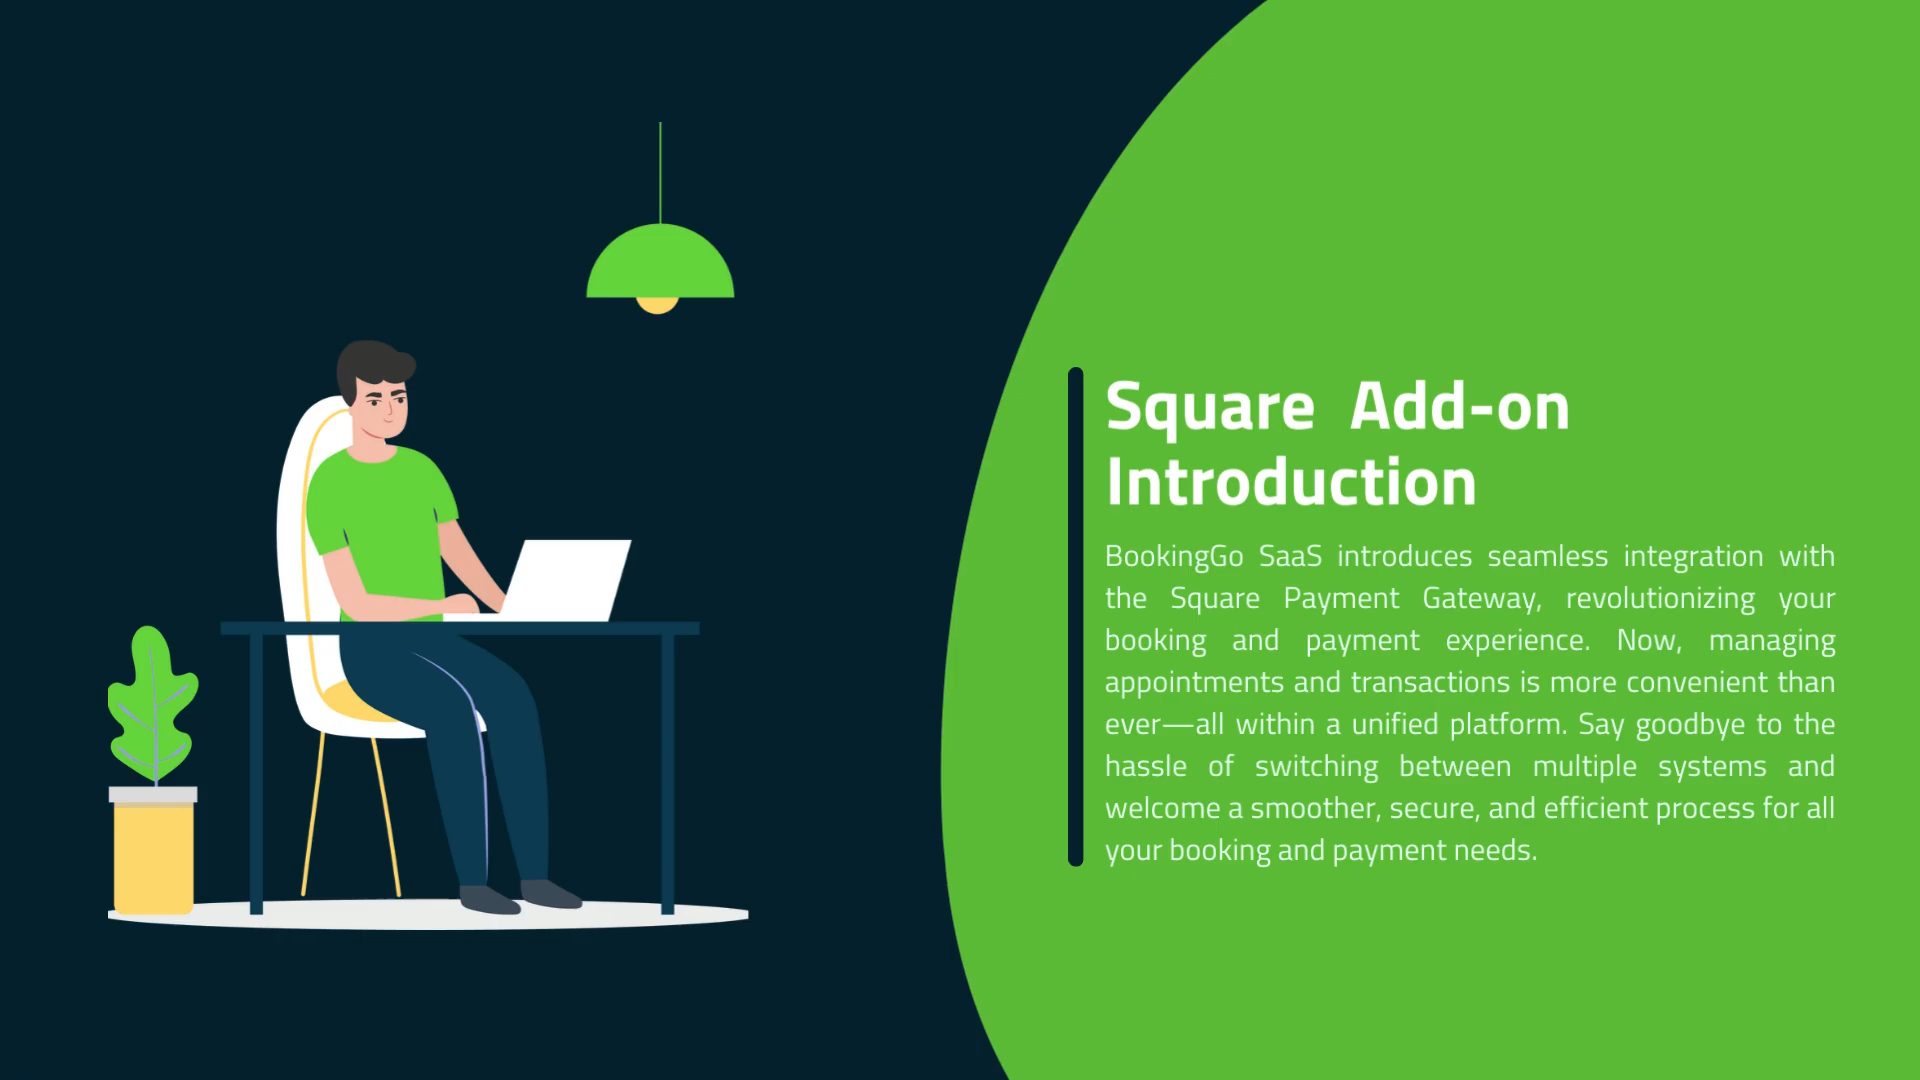 Square Add-on
Introduction
BookingGo SaaS introduces seamless integration with
the Square Payment Gateway, revolutionizing your
booking and payment experience. Now, managing
appointments and transactions is more convenient than
ever—all within a unified platform. Say goodbye to the
hassle of switching between multiple systems and
welcome a smoother, secure, and efficient process for all
your booking and payment needs.